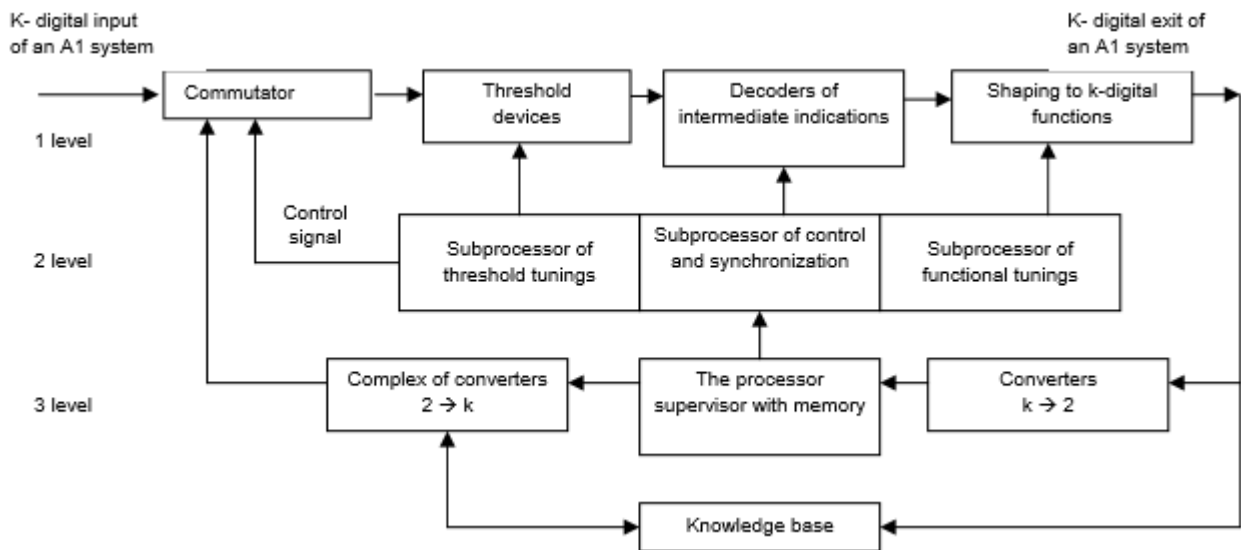 K- digital input
of an A1 system
K- digital exit of
an A1 system
Commutator
Threshold
devices
Decoders of
intermediate indications
Shaping to k-digital
functions
1 level
Control
signal
2 level
Subprocessor of
threshold tunings
Subprocessor of control
and synchronization
Subprocessor of
functional tunings
3 level
Complex of converters
2 → k
The processor
supervisor with memory
Converters
k → 2
Knowledge base